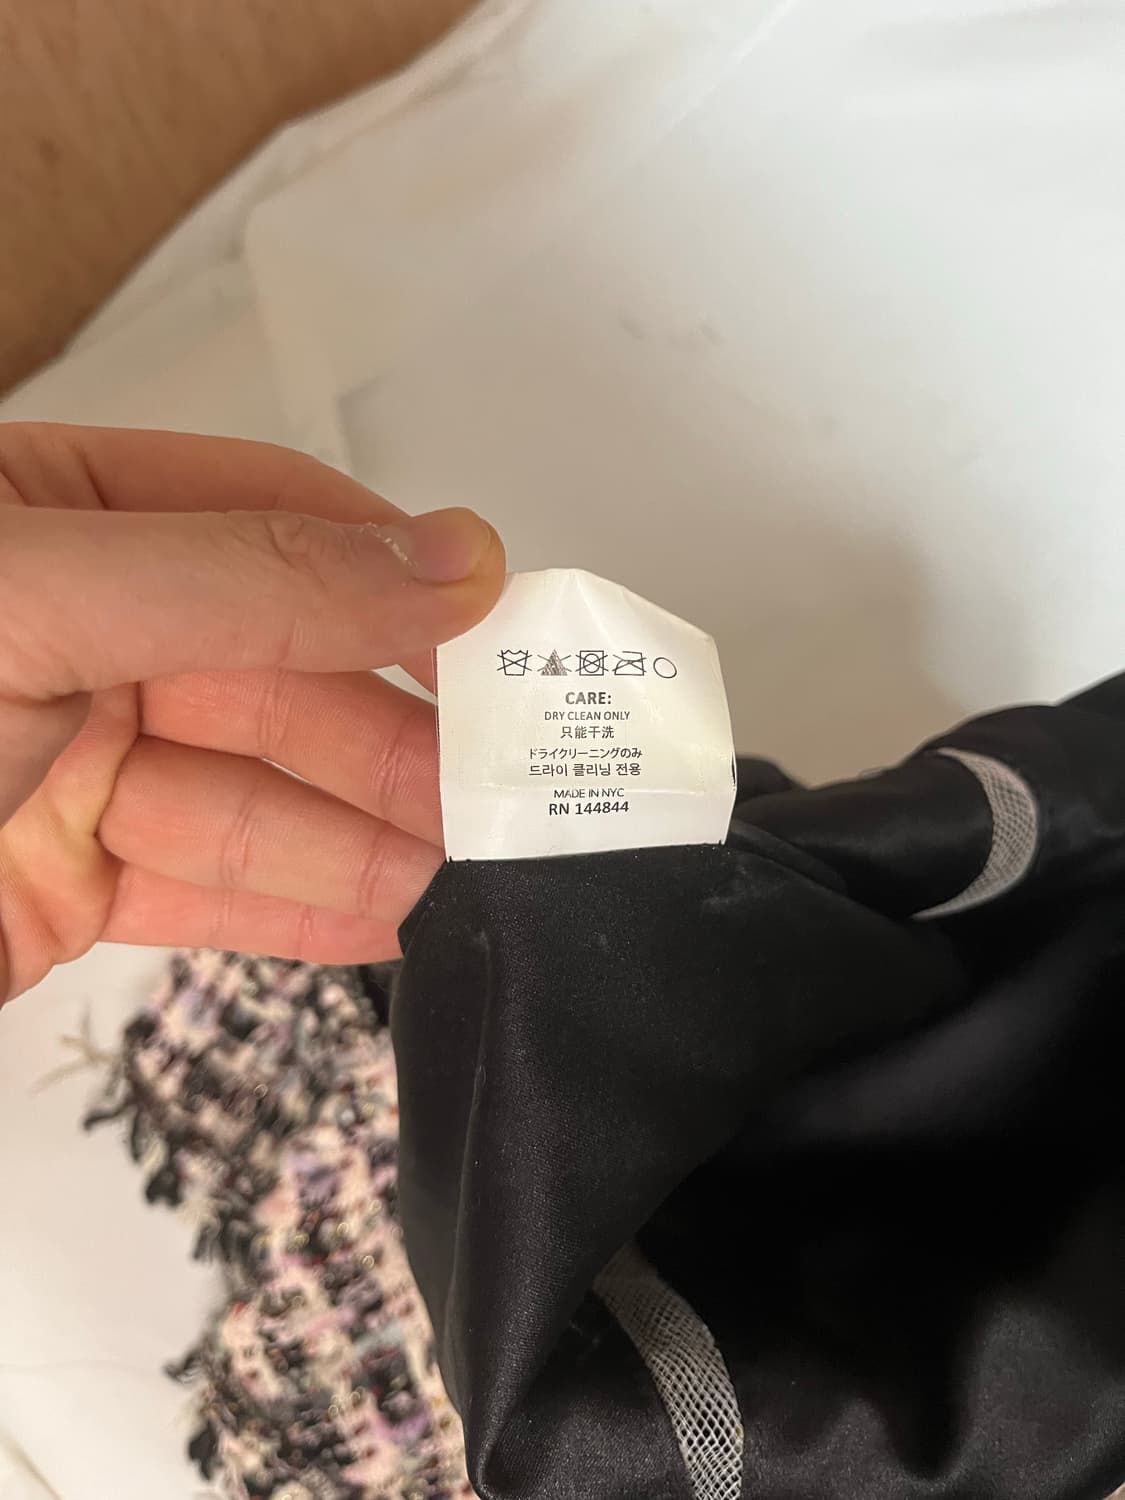 CARE:
DRY CLEAN ONLY
只能干洗
ドライクリーニングのみ
드라이 클리닝 전용
MADE IN NYC
RN 144844